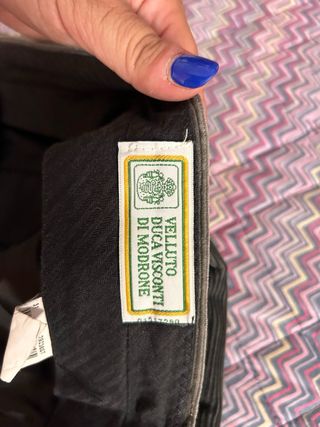 VELLUTO
DUCA VISCONTI
DI MODRONE